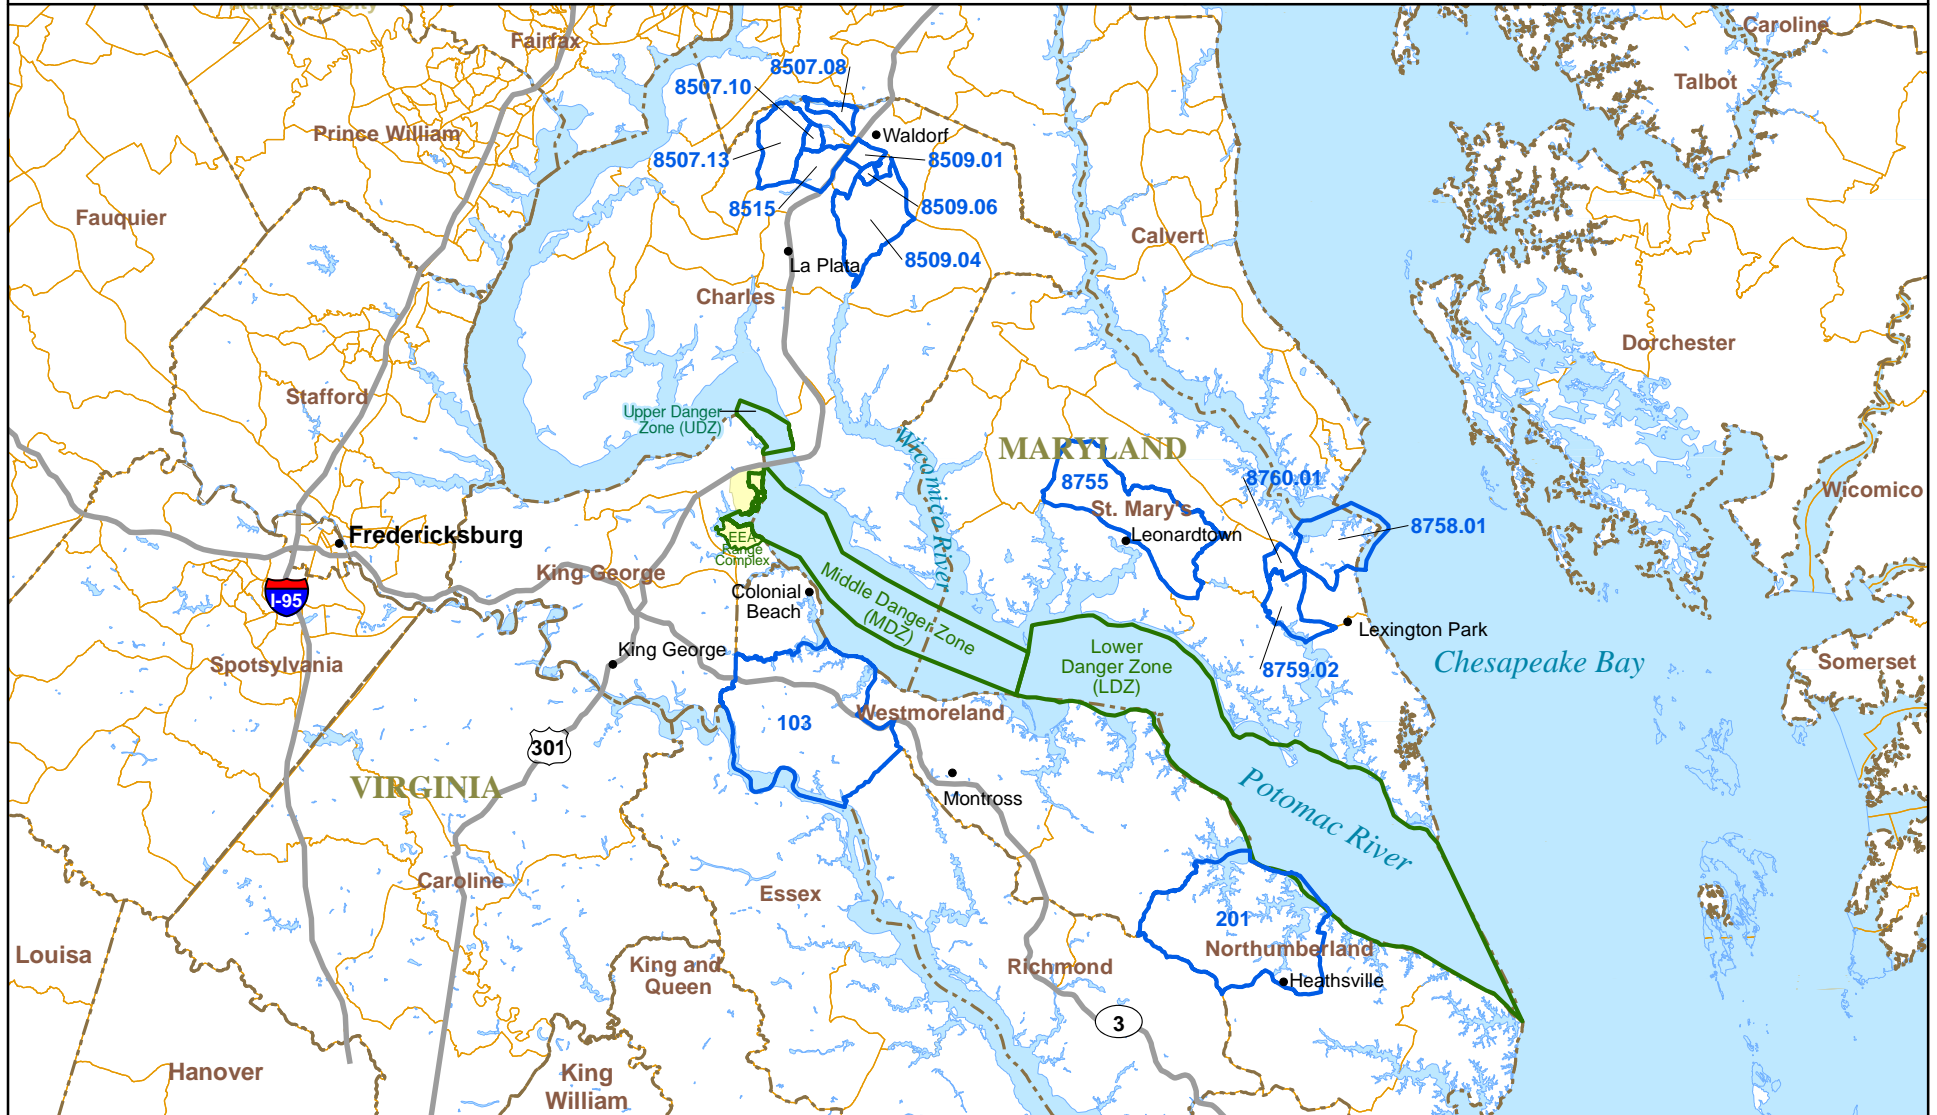 Fairfax
Caroline
8507.08
Talbot
8507.10
Prince William
Waldorf
8507.13
8509.01
8515
8509.06
Fauquier
Calvert
8509.04
La Plata
Charles
Dorchester
Stafford
Upper Danger
Zone (UDZ)
Wicomico River
MARYLAND
8755
8760.01
Wicomico
St. Mary's
8758.01
Fredericksburg
Leonardtown
EEA
Range
Complex
King George
Colonial
Beach
I-95
Middle Danger Zone
(MDZ)
Lexington Park
King George
Lower
Danger Zone
(LDZ)
Chesapeake Bay
Somerset
Spotsylvania
8759.02
103
Westmoreland
301
VIRGINIA
Montross
Potomac River
Caroline
Essex
201
Northumberland
Louisa
King and
Queen
Richmond
Heathsville
3
Hanover
King
William